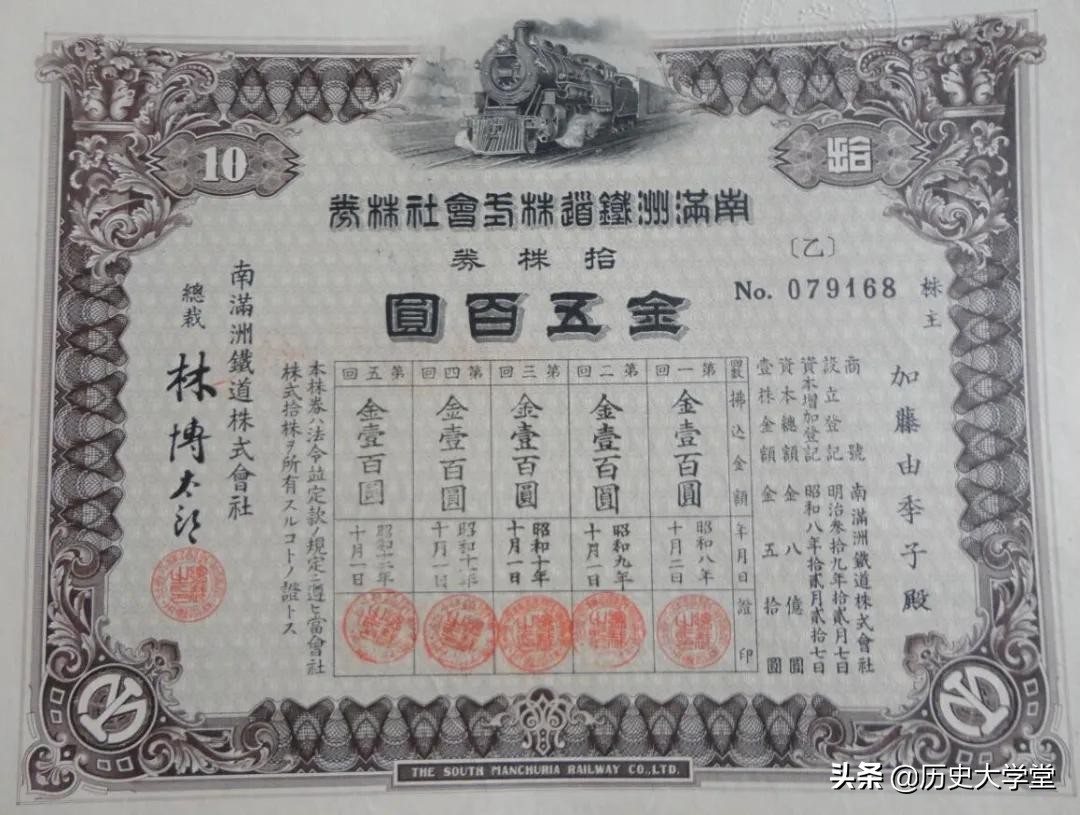 10
拾
南滿洲鐵道株式會社株券
拾株券
〔乙〕
金五百圓
No. 079168
株主
加藤由季子殿
商號 南滿洲鐵道株式會社
設立登記 明治參拾九年拾貳月七日
資本增加登記 昭和八年拾貳月貳拾七日
資本總額 金八億圓
壹株金額 金五拾圓
回數 拂込金額 年月日 證印
第一回 金壹百圓 昭和八年十月二日
第二回 金壹百圓 昭和九年十月一日
第三回 金壹百圓 昭和十年十月一日
第四回 金壹百圓 昭和十一年十月一日
第五回 金壹百圓 昭和十二年十月一日
本株券ハ法令並定款ノ規定ニ遵ヒ當會社
株式拾株ヲ所有スルコトノ證トス
南滿洲鐵道株式會社
總裁 林博太郎
THE SOUTH MANCHURIA RAILWAY CO., LTD.
头条 @历史大学堂